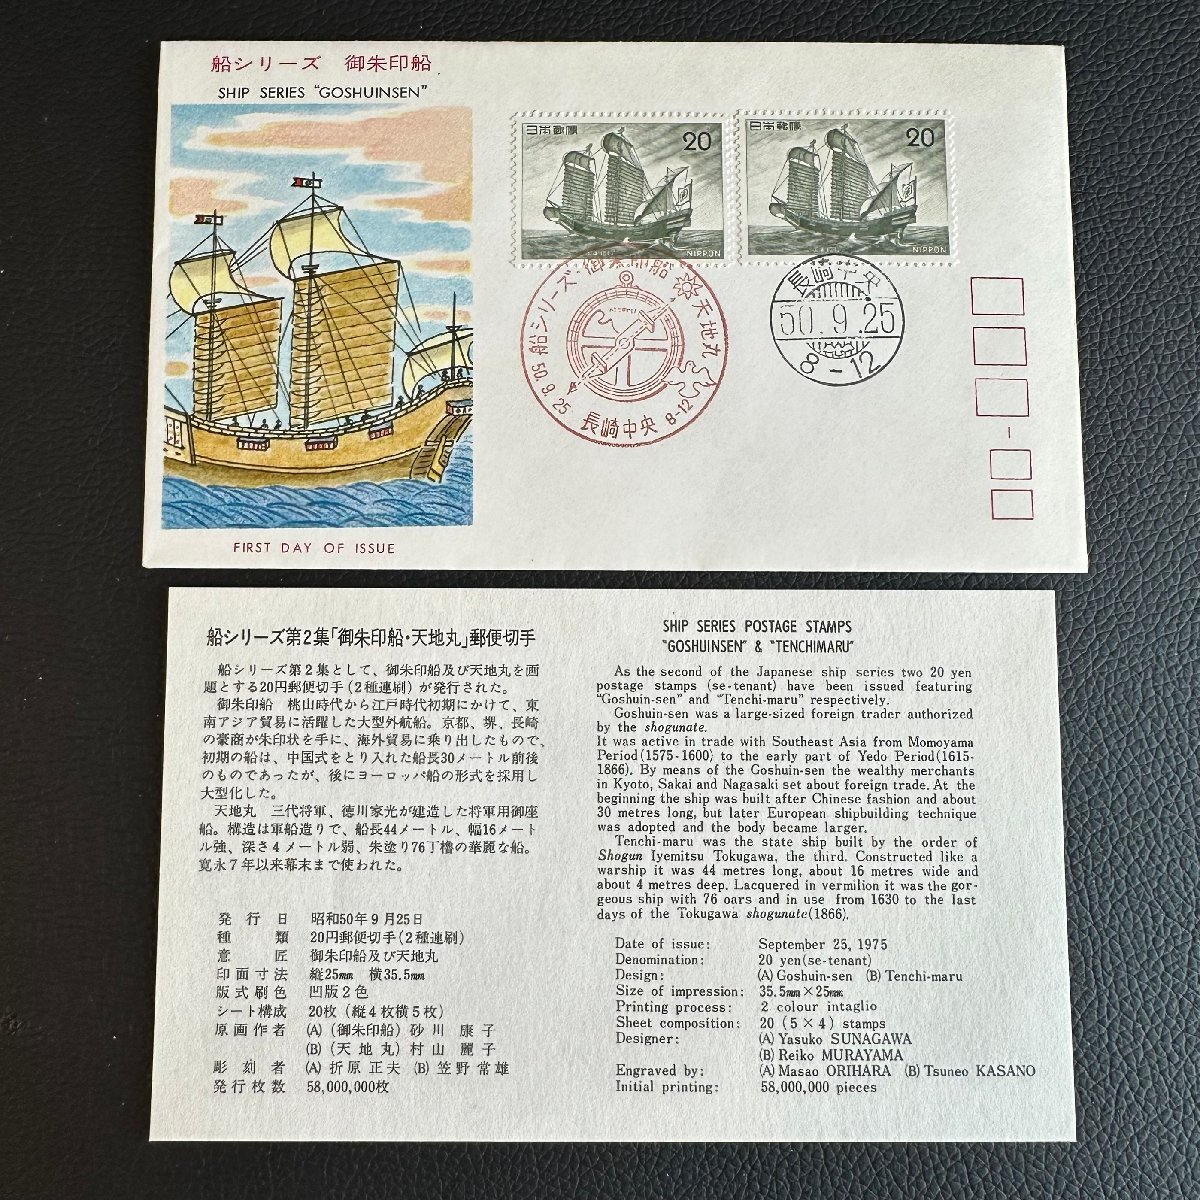 船シリーズ 御朱印船
SHIP SERIES "GOSHUINSEN"
日本郵便 20
NIPPON
日本郵便 20
NIPPON
船シリーズ 御朱印船 天地丸
50.9.25 長崎中央 8-12
長崎中央
50.9.25
8-12
FIRST DAY OF ISSUE
船シリーズ第2集「御朱印船・天地丸」郵便切手
船シリーズ第2集として、御朱印船及び天地丸を画
題とする20円郵便切手(2種連刷)が発行された。
御朱印船 桃山時代から江戸時代初期にかけて、東
南アジア貿易に活躍した大型外航船。京都、堺、長崎
の豪商が朱印状を手に、海外貿易に乗り出したもので、
初期の船は、中国式をとり入れた船長30メートル前後
のものであったが、後にヨーロッパ船の形式を採用し
大型化した。
天地丸 三代将軍、徳川家光が建造した将軍用御座
船。構造は軍船造りで、船長44メートル、幅16メート
ル強、深さ4メートル弱、朱塗り76丁櫓の華麗な船。
寛永7年以来幕末まで使われた。
発行日 昭和50年9月25日
種類 20円郵便切手(2種連刷)
意匠 御朱印船及び天地丸
印面寸法 縦25mm 横35.5mm
版式刷色 凹版2色
シート構成 20枚(縦4枚横5枚)
原画作者 (A)(御朱印船)砂川康子
(B)(天地丸)村山麗子
彫刻者 (A)折原正夫 (B)笠野常雄
発行枚数 58,000,000枚
SHIP SERIES POSTAGE STAMPS
"GOSHUINSEN" & "TENCHIMARU"
As the second of the Japanese ship series two 20 yen
postage stamps (se-tenant) have been issued featuring
"Goshuin-sen" and "Tenchi-maru" respectively.
Goshuin-sen was a large-sized foreign trader authorized
by the shogunate.
It was active in trade with Southeast Asia from Momoyama
Period(1575-1600) to the early part of Yedo Period(1615-
1866). By means of the Goshuin-sen the wealthy merchants
in Kyoto, Sakai and Nagasaki set about foreign trade. At the
beginning the ship was built after Chinese fashion and about
30 metres long, but later European shipbuilding technique
was adopted and the body became larger.
Tenchi-maru was the state ship built by the order of
Shogun Iyemitsu Tokugawa, the third. Constructed like a
warship it was 44 metres long, about 16 metres wide and
about 4 metres deep. Lacquered in vermilion it was the gor-
geous ship with 76 oars and in use from 1630 to the last
days of the Tokugawa shogunate(1866).
Date of issue: September 25, 1975
Denomination: 20 yen(se-tenant)
Design: (A) Goshuin-sen (B) Tenchi-maru
Size of impression: 35.5mm×25mm
Printing process: 2 colour intaglio
Sheet composition: 20 (5×4) stamps
Designer: (A) Yasuko SUNAGAWA
(B) Reiko MURAYAMA
Engraved by: (A) Masao ORIHARA (B) Tsuneo KASANO
Initial printing: 58,000,000 pieces